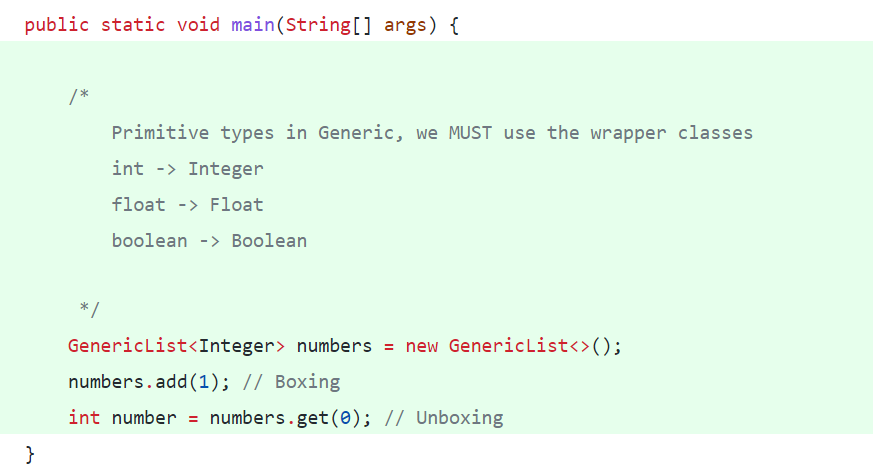 public static void main(String[] args) {
/*
Primitive types in Generic, we MUST use the wrapper classes
int -> Integer
float -> Float
boolean -> Boolean
*/
GenericList<Integer> numbers = new GenericList<>();
numbers.add(1); // Boxing
int number = numbers.get(0); // Unboxing
}